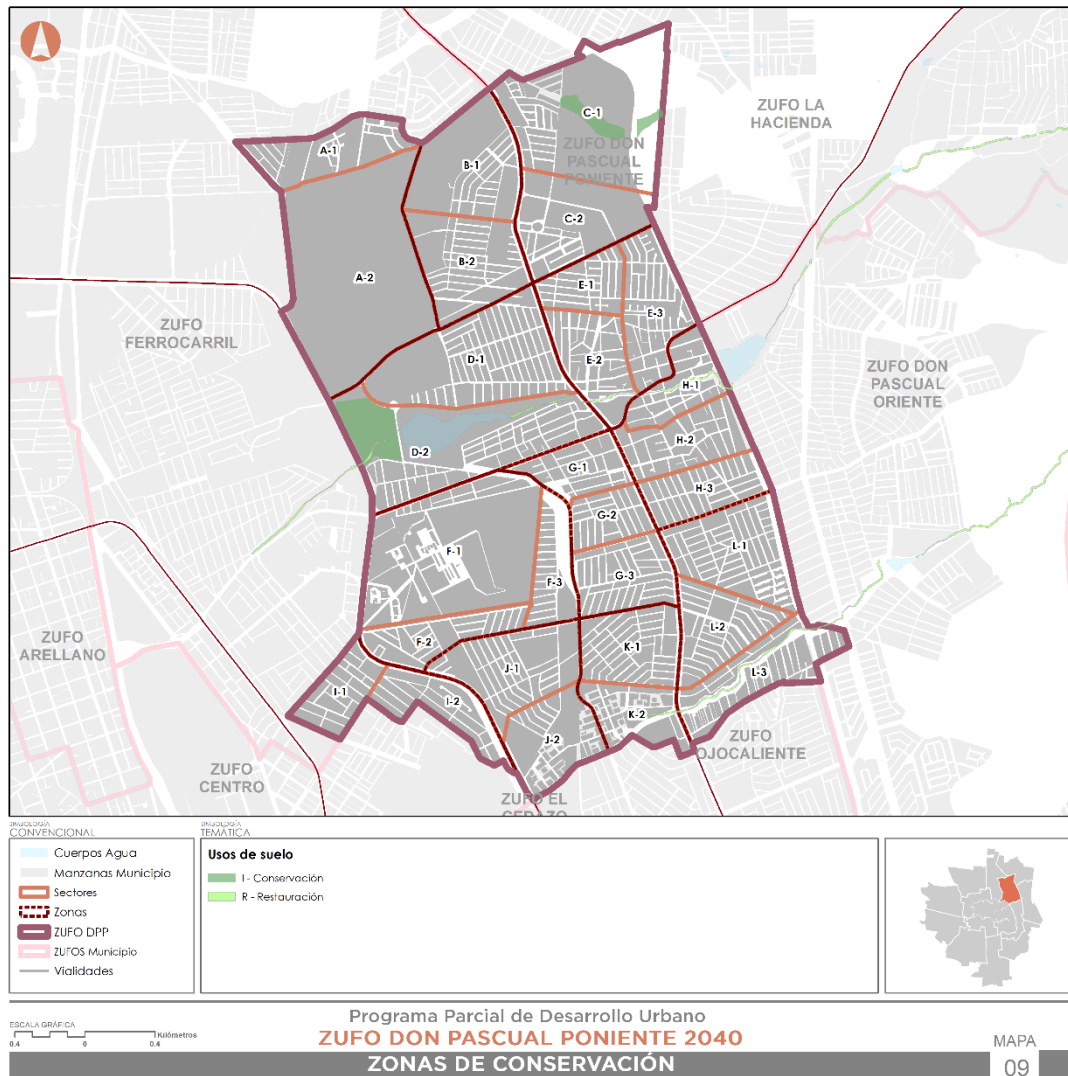 C-1
ZUFO LA
HACIENDA
ZUFO DON
PASCUAL
PONIENTE
A-1
B-1
C-2
A-2
B-2
E-1
E-3
ZUFO
FERROCARRIL
D-1
E-2
ZUFO DON
PASCUAL
ORIENTE
H-1
D-2
H-2
G-1
H-3
G-2
F-1
L-1
F-3
G-3
ZUFO
ARELLANO
F-2
L-2
K-1
J-1
L-3
I-1
I-2
K-2
J-2
ZUFO
OJOCALIENTE
ZUFO
CENTRO
ZUFO EL
CONVENCIONAL
Cuerpos Agua
Manzanas Municipio
Sectores
Zonas
ZUFO DPP
ZUFOS Municipio
Vialidades
SIMBOLOGÍA
TEMÁTICA
Usos de suelo
I - Conservación
R - Restauración
ESCALA GRÁFICA
0.4 0 0.4 Kilómetros
Programa Parcial de Desarrollo Urbano
ZUFO DON PASCUAL PONIENTE 2040
ZONAS DE CONSERVACIÓN
MAPA
09